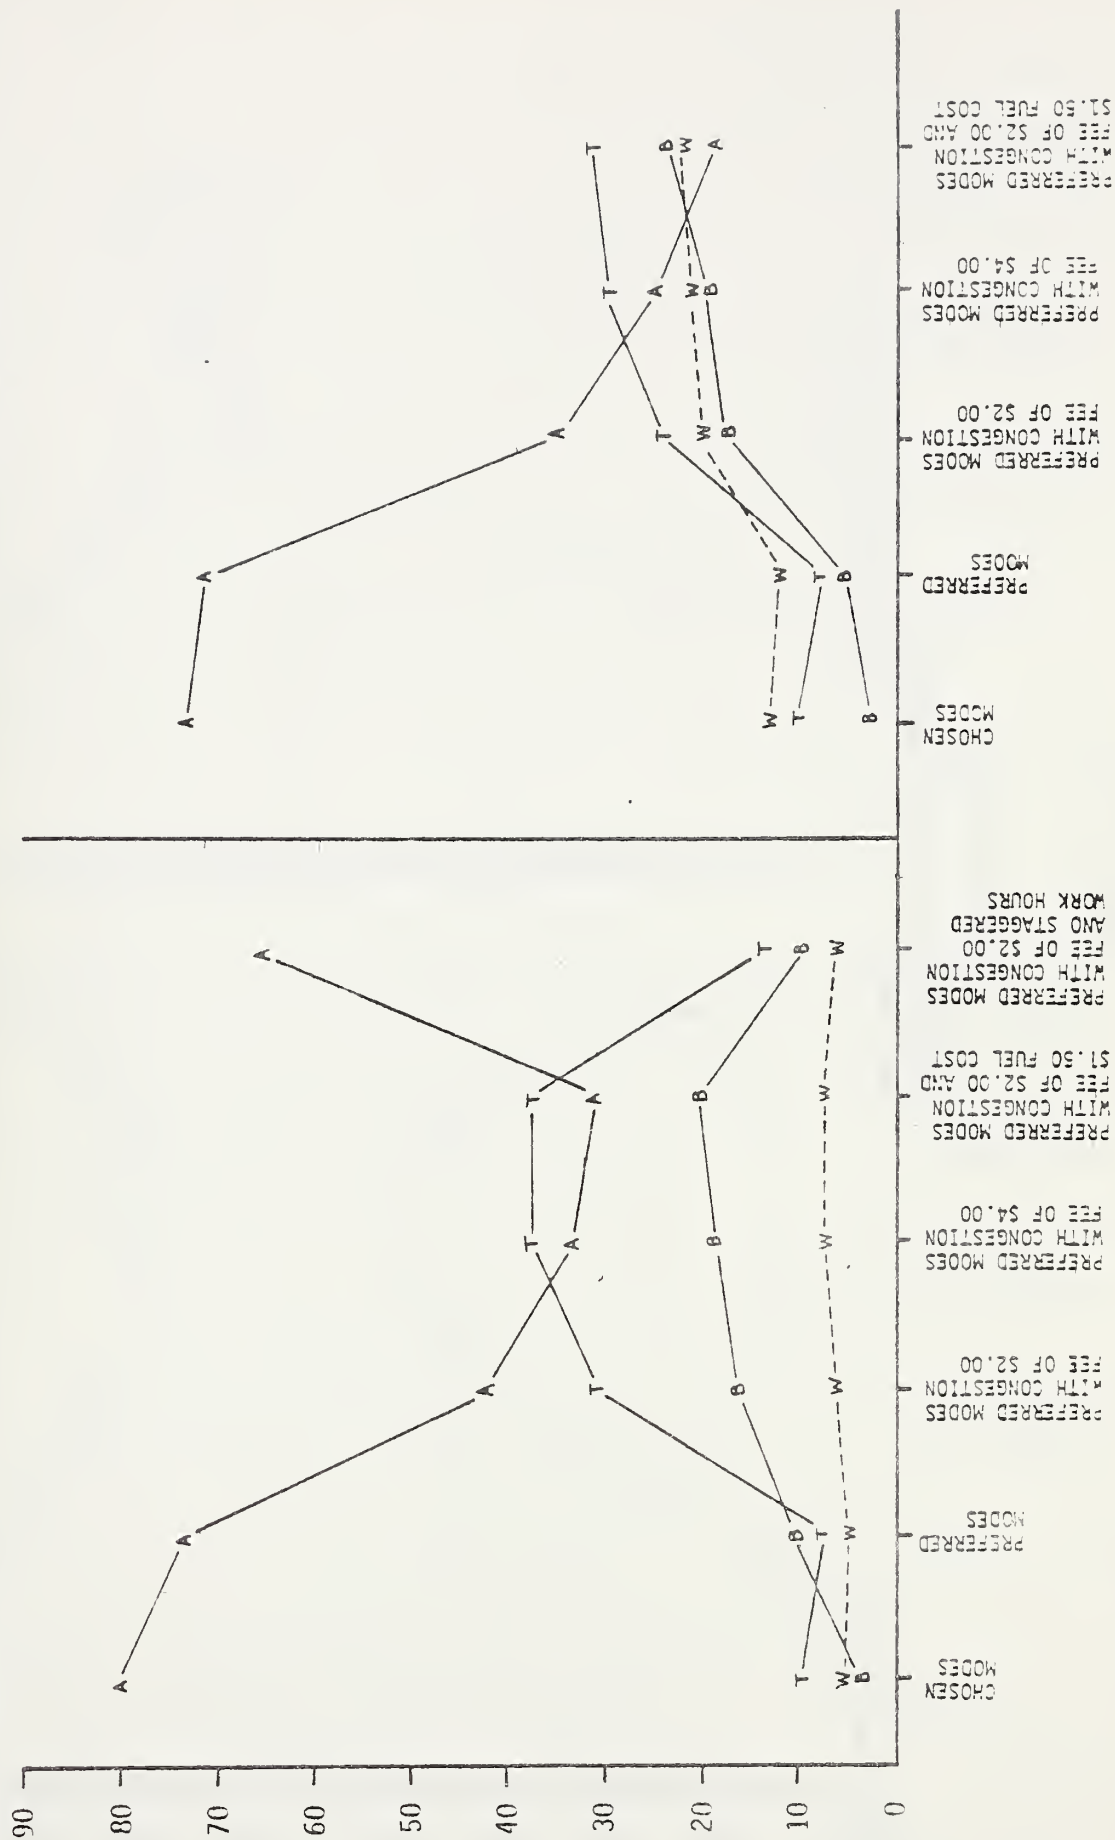 90
80
70
60
50
40
30
20
10
0
A
A
A
A
A
A
T
T
T
T
T
T
B
B
B
B
B
B
W
W
W
W
W
W
CHOSEN
MODES
PREFERRED
MODES
PREFERRED MODES
WITH CONGESTION
FEE OF $2.00
PREFERRED MODES
WITH CONGESTION
FEE OF $4.00
PREFERRED MODES
WITH CONGESTION
FEE OF $2.00 AND
$1.50 FUEL COST
PREFERRED MODES
WITH CONGESTION
FEE OF $2.00
AND STAGGERED
WORK HOURS
A
A
A
A
A
T
T
T
T
T
W
W
W
W
W
B
B
B
B
B
CHOSEN
MODES
PREFERRED
MODES
PREFERRED MODES
WITH CONGESTION
FEE OF $2.00
PREFERRED MODES
WITH CONGESTION
FEE OF $4.00
PREFERRED MODES
WITH CONGESTION
FEE OF $2.00 AND
$1.50 FUEL COST